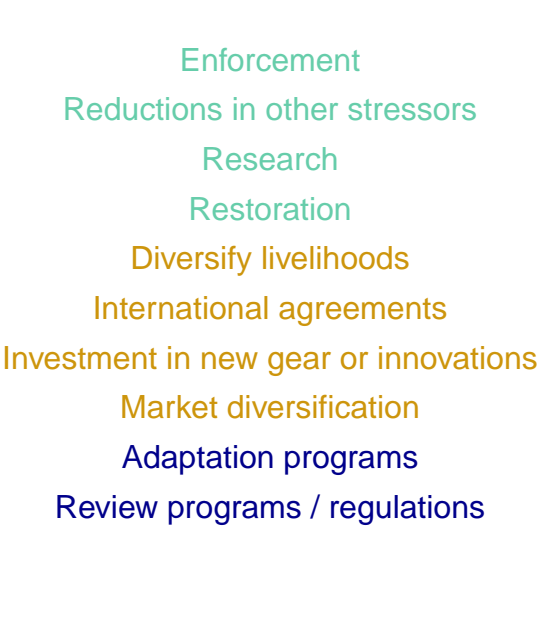 Enforcement
Reductions in other stressors
Research
Restoration
Diversify livelihoods
International agreements
Investment in new gear or innovations
Market diversification
Adaptation programs
Review programs / regulations